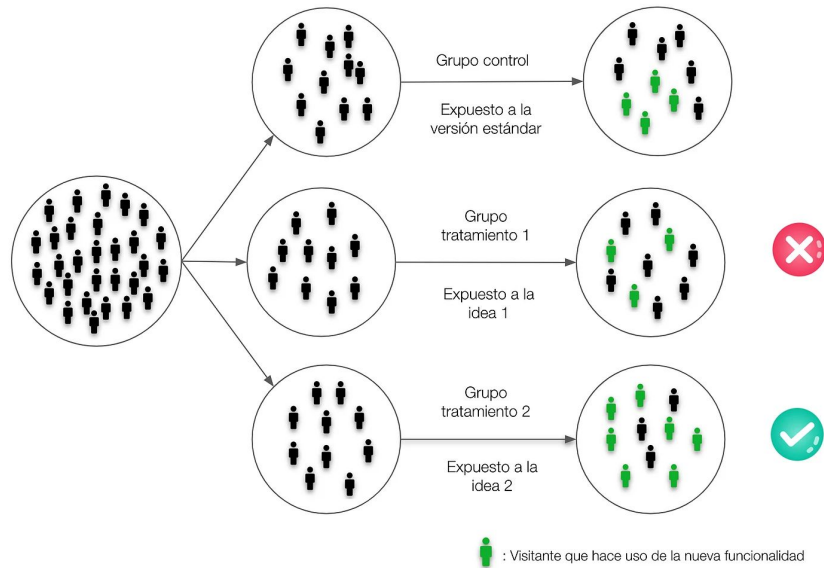 Grupo control
Expuesto a la
versión estándar
Grupo
tratamiento 1
Expuesto a la
idea 1
Grupo
tratamiento 2
Expuesto a la
idea 2
: Visitante que hace uso de la nueva funcionalidad